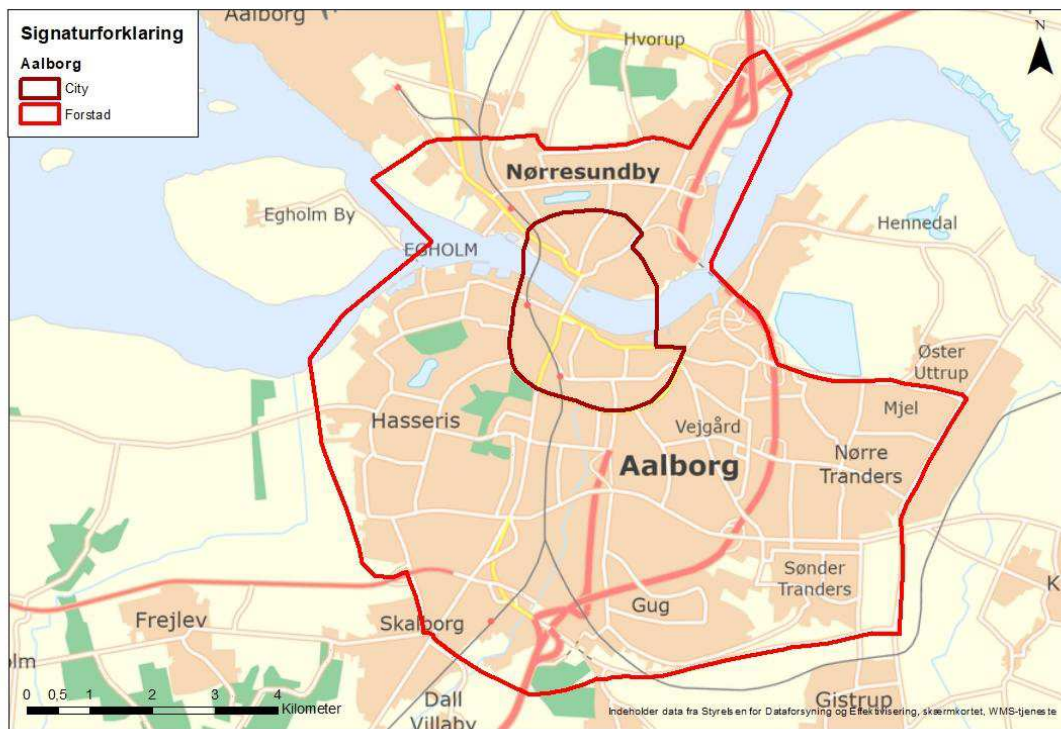 Signaturforklaring
Aalborg
City
Forstad
Aalborg
Hvorup
N
Nørresundby
Egholm By
EGHOLM
Hennedal
Øster
Uttrup
Mjel
Hasseris
Vejgård
Aalborg
Nørre
Tranders
Sønder
Tranders
Gug
Frejlev
Skalborg
K
olm
Dall
Villaby
Gistrup
0 0,5 1 2 3 4
Kilometer
Indeholder data fra Styrelsen for Dataforsyning og Effektivisering, skærmkortet, WMS-tjeneste